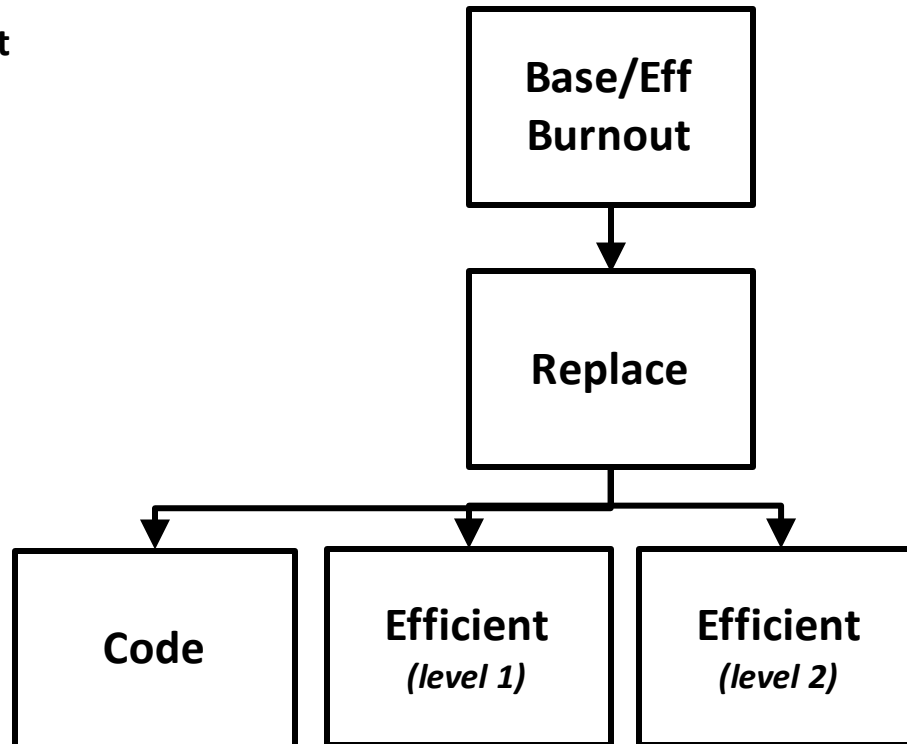 t
Base/Eff
Burnout
Replace
Code
Efficient
(level 1)
Efficient
(level 2)